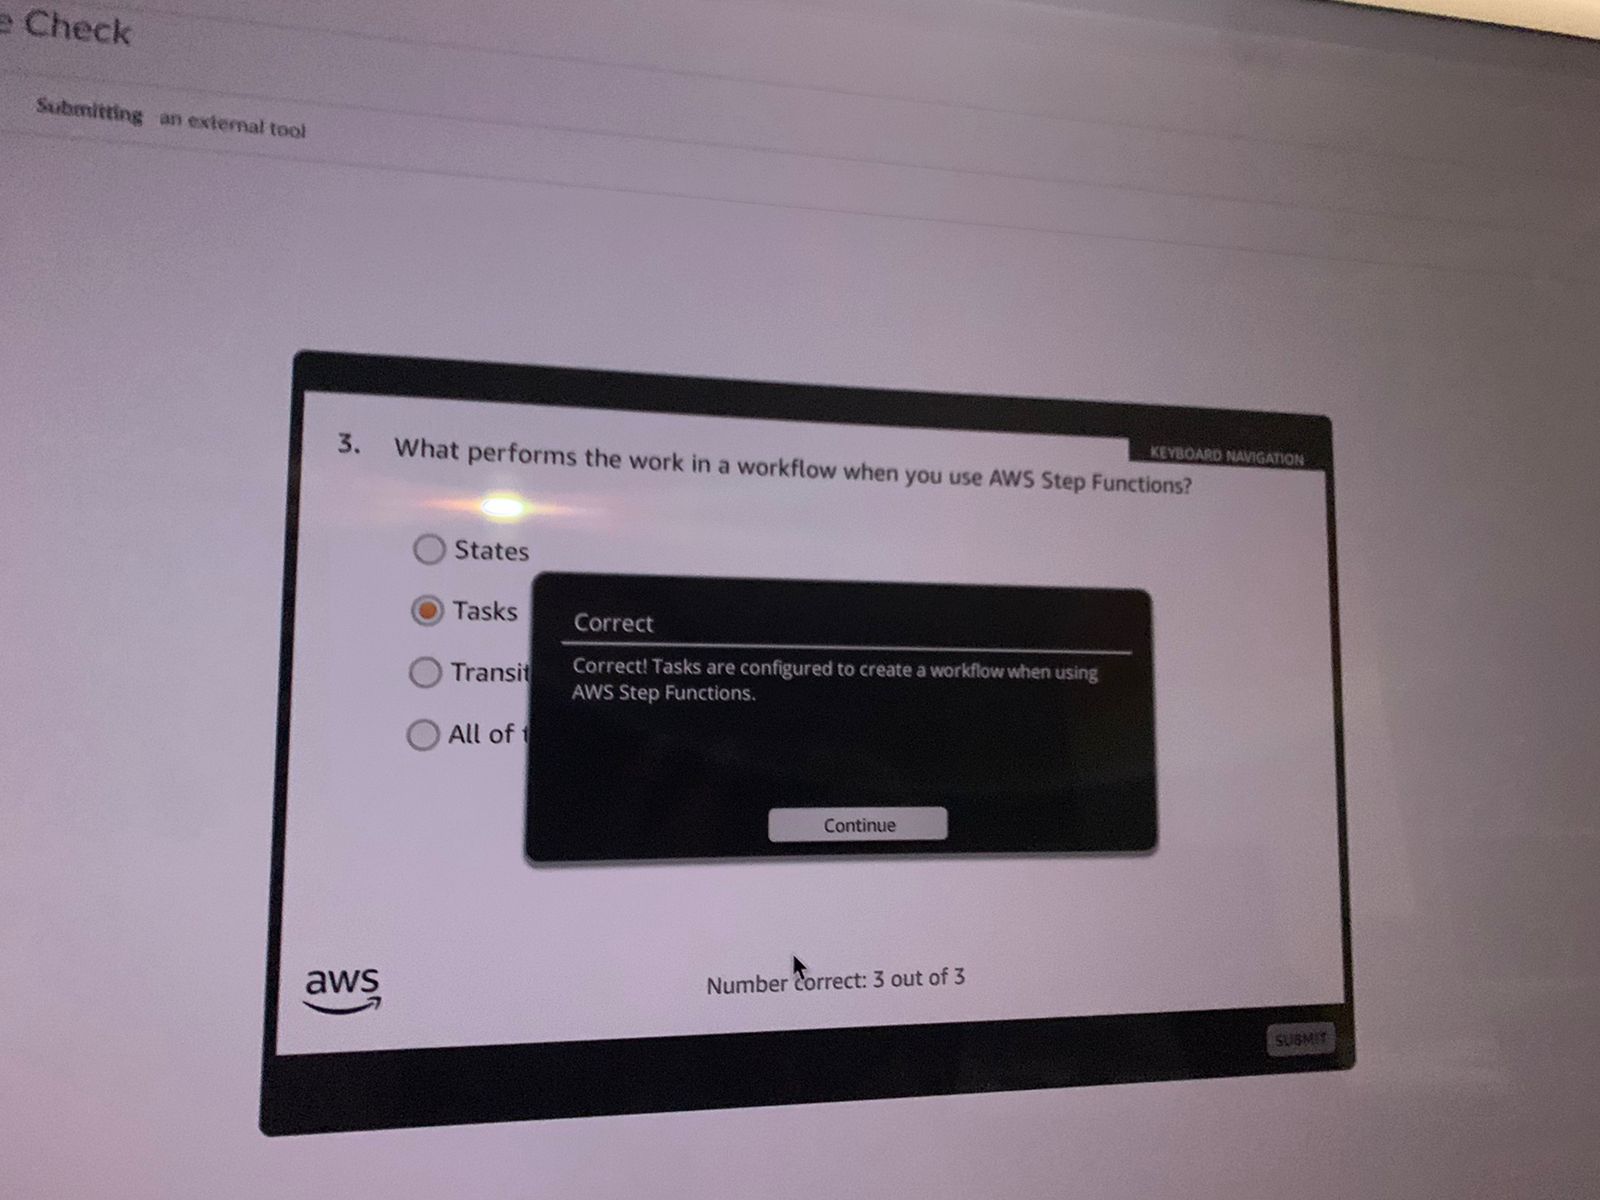 Check
Submitting an external tool
KEYBOARD NAVIGATION
3. What performs the work in a workflow when you use AWS Step Functions?
States
Tasks
Transit
All of
Correct
Correct! Tasks are configured to create a workflow when using
AWS Step Functions.
Continue
aws
Number correct: 3 out of 3
SUBMIT